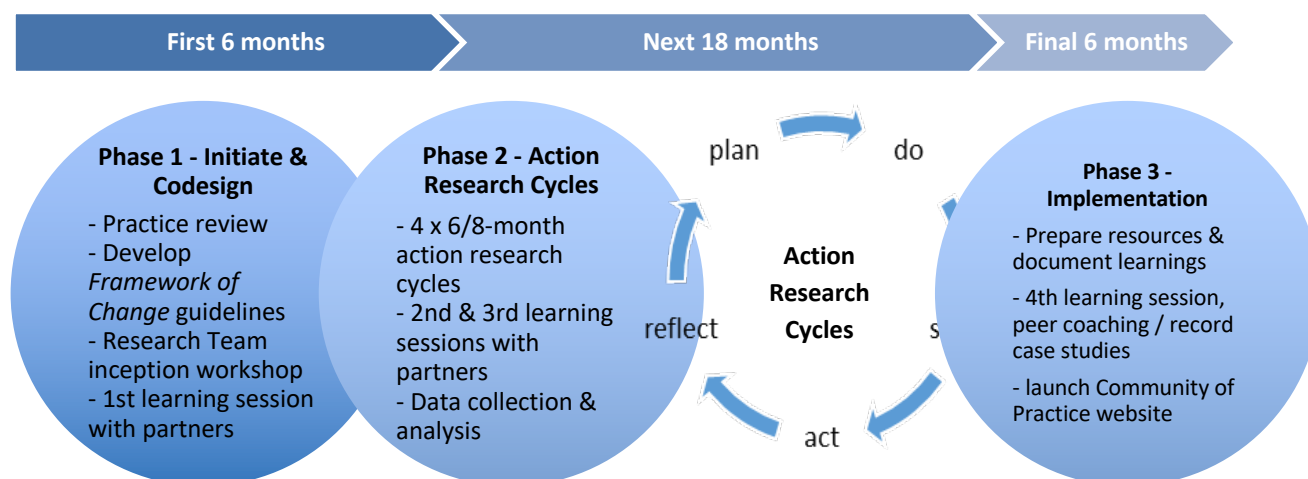 First 6 months
Next 18 months
Final 6 months
Phase 1 - Initiate &
Codesign
- Practice review
- Develop
Framework of
Change guidelines
- Research Team
inception workshop
- 1st learning session
with partners
Phase 2 - Action
Research Cycles
- 4 x 6/8-month
action research
cycles
- 2nd & 3rd learning
sessions with
partners
- Data collection &
analysis
plan
do
act
reflect
Action
Research
Cycles
Phase 3 -
Implementation
- Prepare resources &
document learnings
- 4th learning session,
peer coaching / record
case studies
- launch Community of
Practice website